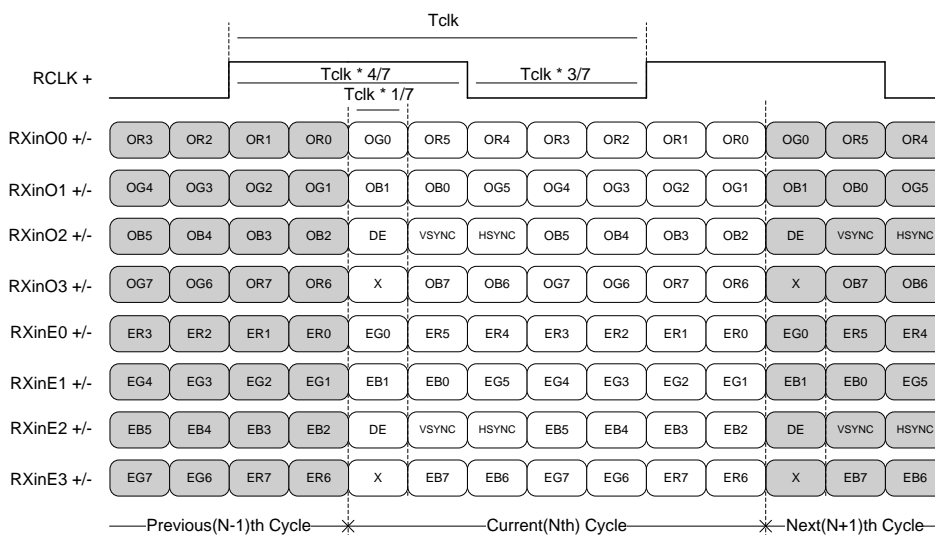 Tclk
RCLK +
Tclk * 4/7
Tclk * 3/7
Tclk * 1/7
RXinO0 +/- OR3 OR2 OR1 OR0 OG0 OR5 OR4 OR3 OR2 OR1 OR0 OG0 OR5 OR4
RXinO1 +/- OG4 OG3 OG2 OG1 OB1 OB0 OG5 OG4 OG3 OG2 OG1 OB1 OB0 OG5
RXinO2 +/- OB5 OB4 OB3 OB2 DE VSYNC HSYNC OB5 OB4 OB3 OB2 DE VSYNC HSYNC
RXinO3 +/- OG7 OG6 OR7 OR6 X OB7 OB6 OG7 OG6 OR7 OR6 X OB7 OB6
RXinE0 +/- ER3 ER2 ER1 ER0 EG0 ER5 ER4 ER3 ER2 ER1 ER0 EG0 ER5 ER4
RXinE1 +/- EG4 EG3 EG2 EG1 EB1 EB0 EG5 EG4 EG3 EG2 EG1 EB1 EB0 EG5
RXinE2 +/- EB5 EB4 EB3 EB2 DE VSYNC HSYNC EB5 EB4 EB3 EB2 DE VSYNC HSYNC
RXinE3 +/- EG7 EG6 ER7 ER6 X EB7 EB6 EG7 EG6 ER7 ER6 X EB7 EB6
Previous(N-1)th Cycle Current(Nth) Cycle Next(N+1)th Cycle